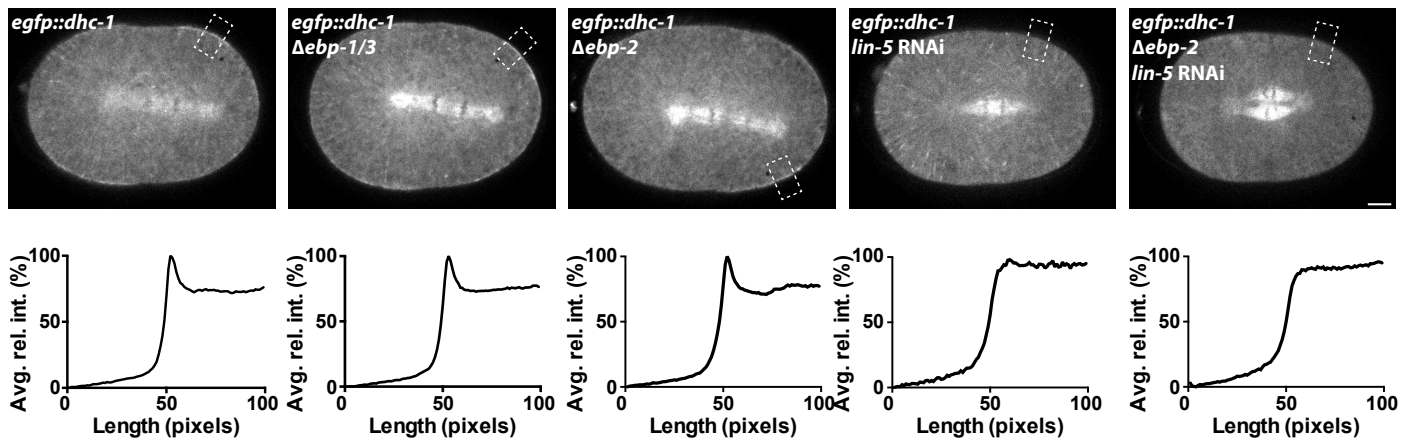 egfp::dhc-1
egfp::dhc-1
Δebp-1/3
egfp::dhc-1
Δebp-2
egfp::dhc-1
lin-5 RNAi
egfp::dhc-1
Δebp-2
lin-5 RNAi
Avg. rel. int. (%)
100
50
0
0 50 100
Length (pixels)
Avg. rel. int. (%)
100
50
0
0 50 100
Length (pixels)
Avg. rel. int. (%)
100
50
0
0 50 100
Length (pixels)
Avg. rel. int. (%)
100
50
0
0 50 100
Length (pixels)
Avg. rel. int. (%)
100
50
0
0 50 100
Length (pixels)